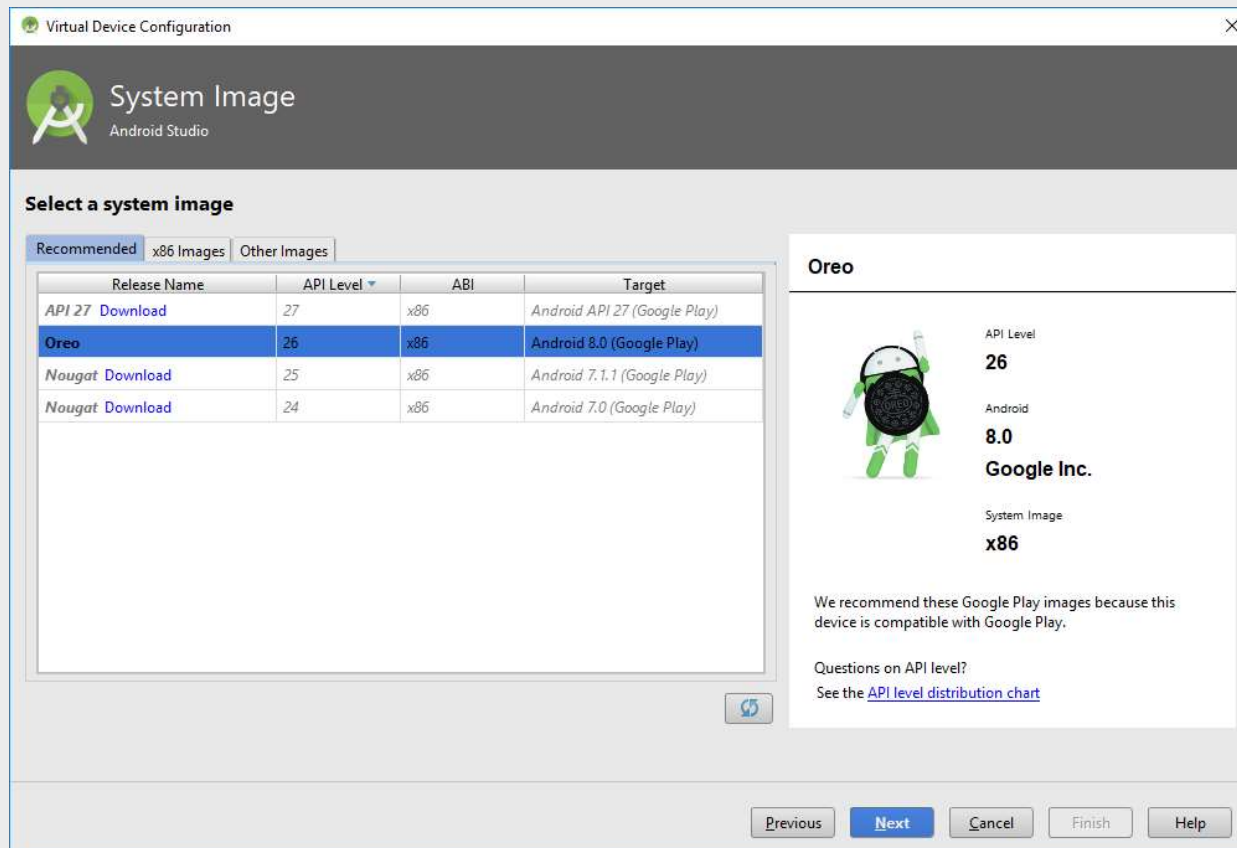 Virtual Device Configuration
System Image
Android Studio
Select a system image
Recommended x86 Images Other Images
Release Name API Level ABI Target
API 27 Download 27 x86 Android API 27 (Google Play)
Oreo 26 x86 Android 8.0 (Google Play)
Nougat Download 25 x86 Android 7.1.1 (Google Play)
Nougat Download 24 x86 Android 7.0 (Google Play)
Oreo
OREO
API Level
26
Android
8.0
Google Inc.
System Image
x86
We recommend these Google Play images because this
device is compatible with Google Play.
Questions on API level?
See the API level distribution chart
Previous Next Cancel Finish Help